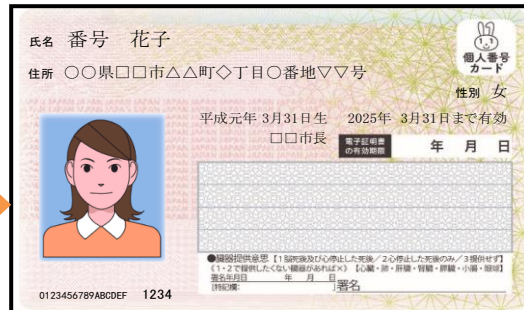 氏名 番号 花子
個人番号
カード
住所 ○○県□□市△△町◇丁目○番地▽▽号
性別 女
平成元年 3月31日生 2025年 3月31日まで有効
□□市長 電子証明書
の有効期限 年 月 日
●臓器提供意思【1脳死後及び心停止した死後／2心停止した死後のみ／3提供せず】
《1・2で提供したくない臓器があれば×》【心臓・肺・肝臓・腎臓・膵臓・小腸・眼球】
署名年月日 年 月 日
[特記欄: ] 署名
0123456789ABCDEF 1234